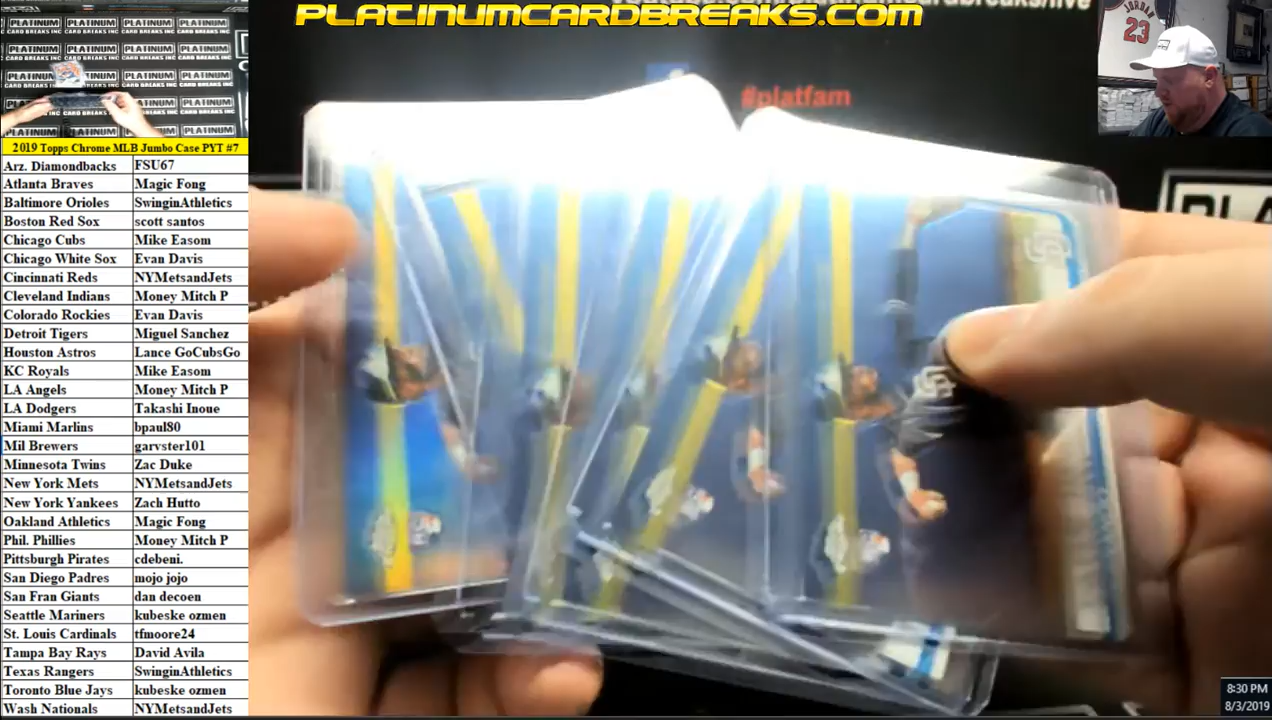 PLATINUMCARDBREAKS.COM
#platfam
JORDAN
23
2019 Topps Chrome MLB Jumbo Case PYT #7
Arz. Diamondbacks FSU67
Atlanta Braves Magic Fong
Baltimore Orioles SwinginAthletics
Boston Red Sox scott santos
Chicago Cubs Mike Easom
Chicago White Sox Evan Davis
Cincinnati Reds NYMetsandJets
Cleveland Indians Money Mitch P
Colorado Rockies Evan Davis
Detroit Tigers Miguel Sanchez
Houston Astros Lance GoCubsGo
KC Royals Mike Easom
LA Angels Money Mitch P
LA Dodgers Takashi Inoue
Miami Marlins bpaul80
Mil Brewers garvster101
Minnesota Twins Zac Duke
New York Mets NYMetsandJets
New York Yankees Zach Hutto
Oakland Athletics Magic Fong
Phil. Phillies Money Mitch P
Pittsburgh Pirates cdebeni.
San Diego Padres mojo jojo
San Fran Giants dan decoen
Seattle Mariners kubeske ozmen
St. Louis Cardinals tfmoore24
Tampa Bay Rays David Avila
Texas Rangers SwinginAthletics
Toronto Blue Jays kubeske ozmen
Wash Nationals NYMetsandJets
SD
SD
8:30 PM
8/3/2019